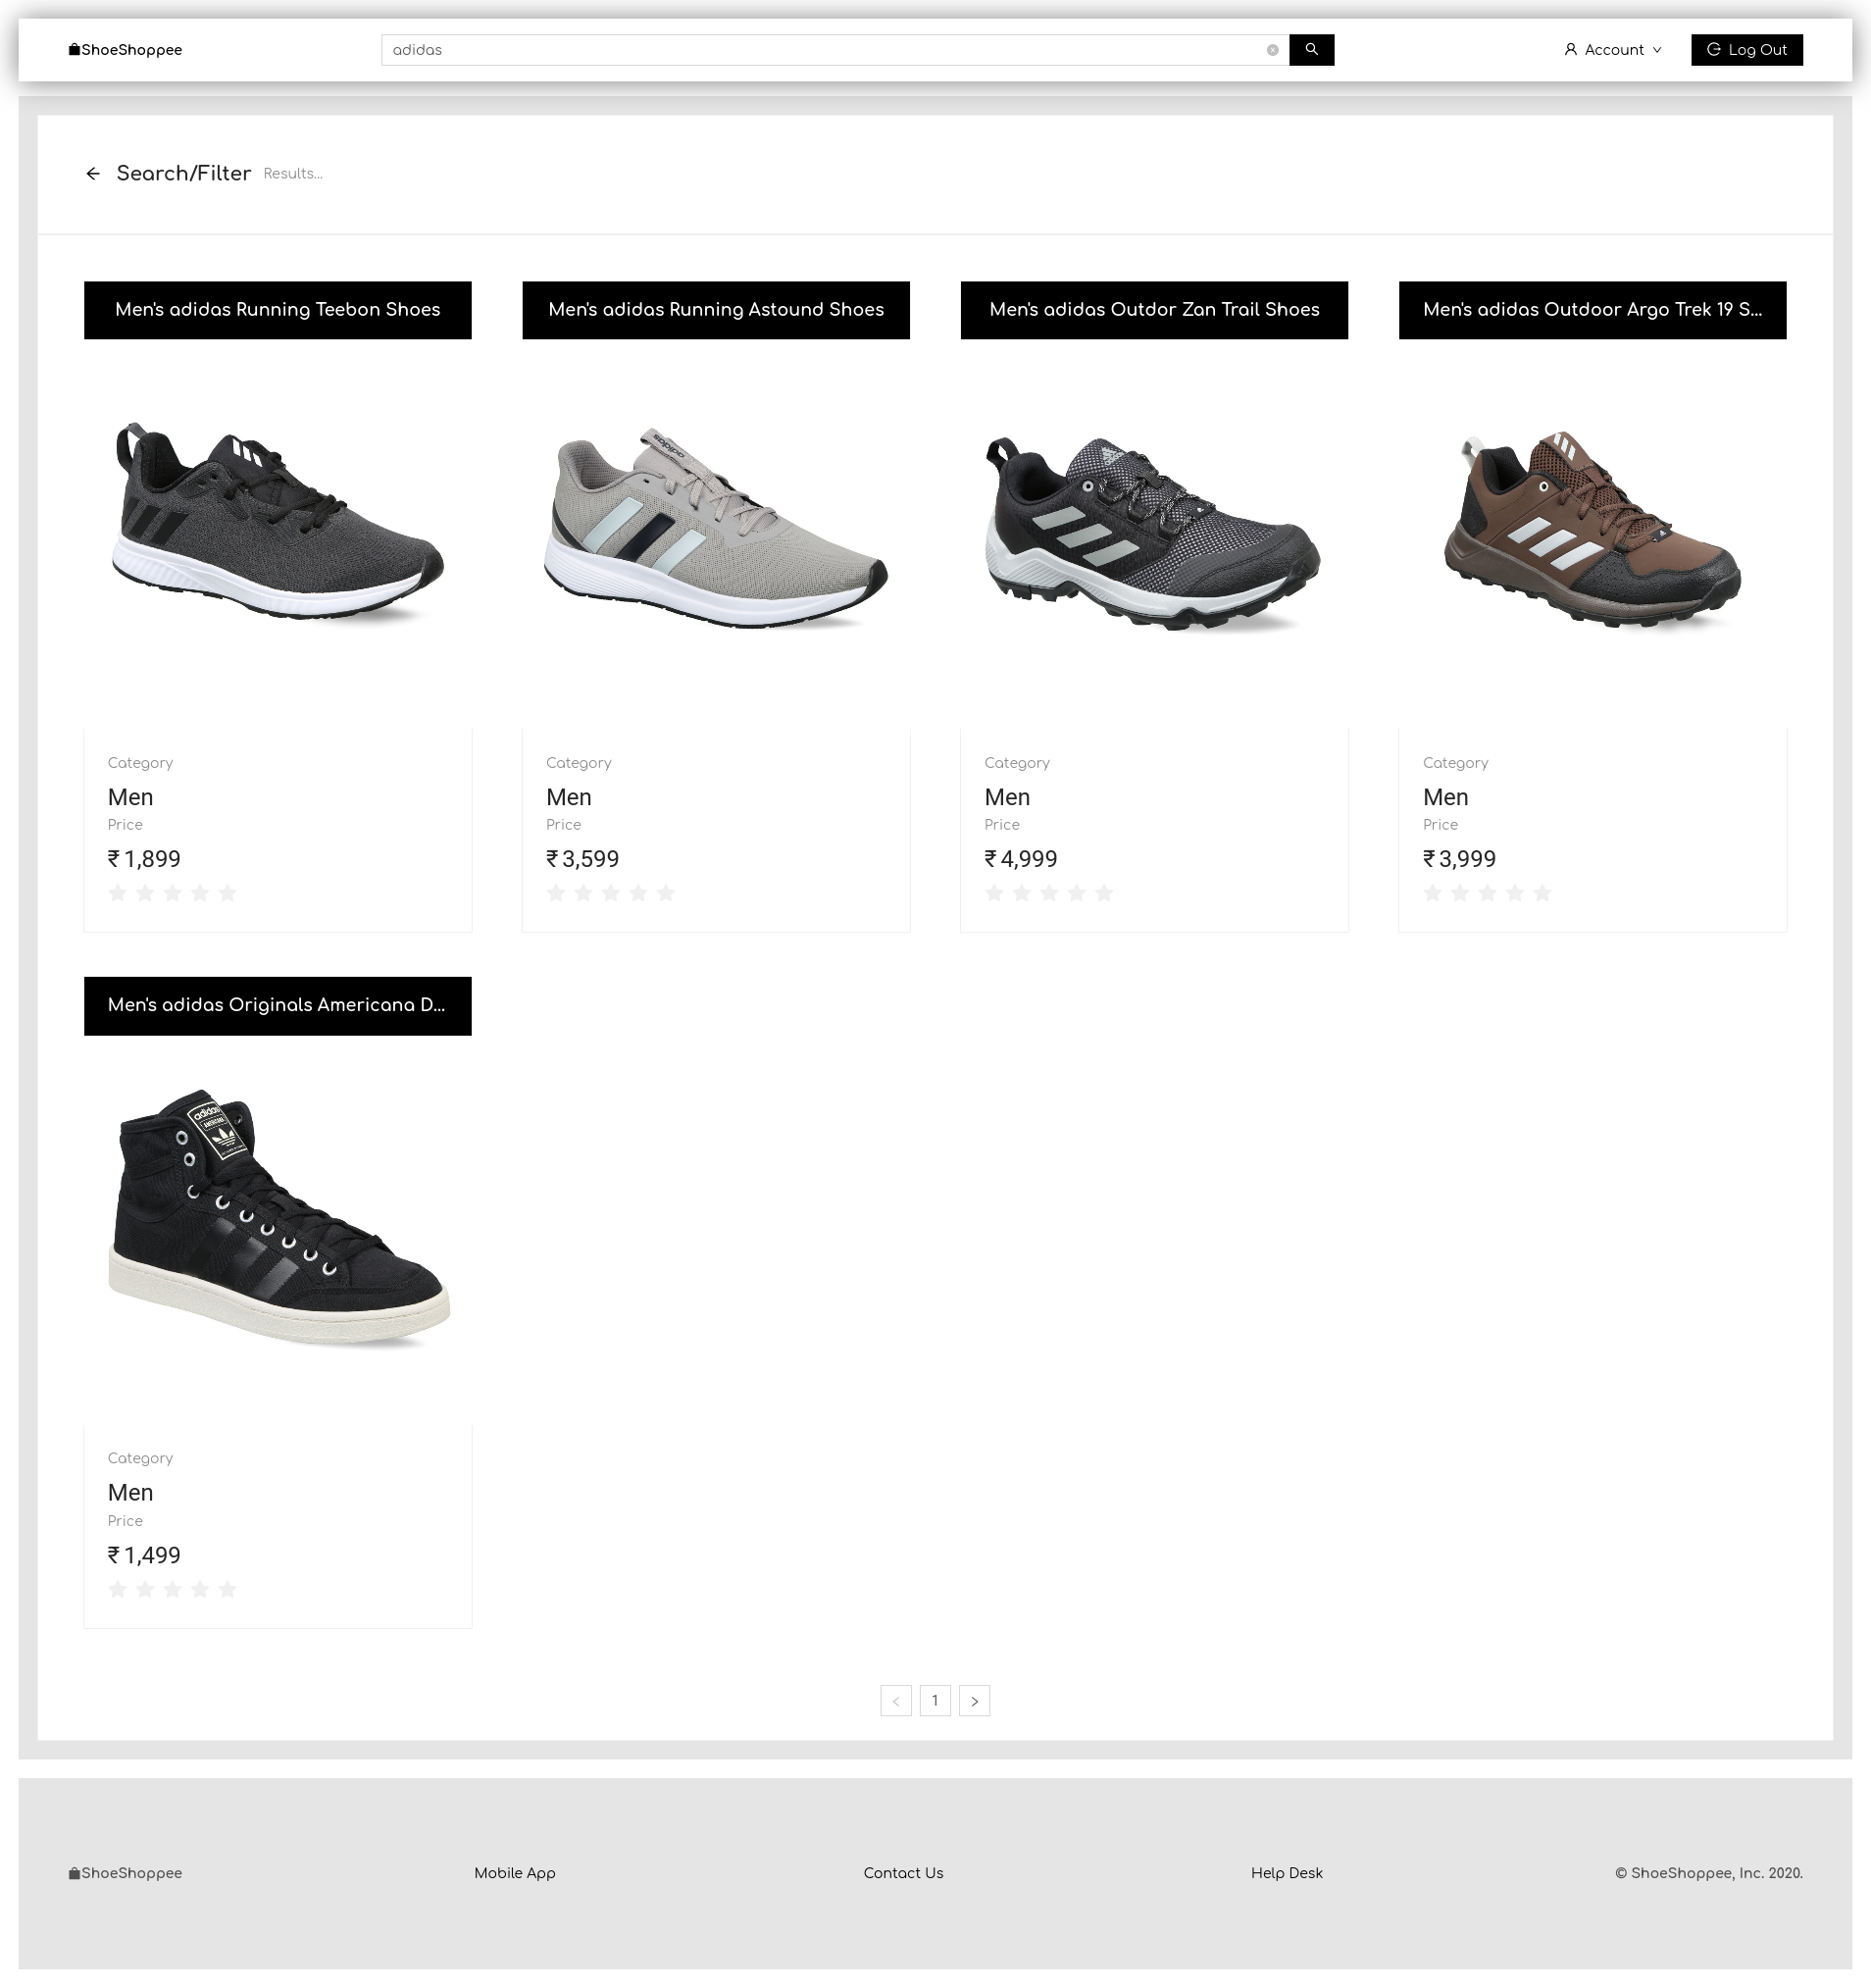 ShoeShoppee
adidas
Account
Log Out
Search/Filter Results...
Men's adidas Running Teebon Shoes
Men's adidas Running Astound Shoes
Men's adidas Outdor Zan Trail Shoes
Men's adidas Outdoor Argo Trek 19 S...
adidas
Category
Men
Price
₹ 1,899
Category
Men
Price
₹ 3,599
Category
Men
Price
₹ 4,999
Category
Men
Price
₹ 3,999
Men's adidas Originals Americana D...
adidas
AMERICANA
Category
Men
Price
₹ 1,499
< 1 >
ShoeShoppee
Mobile App
Contact Us
Help Desk
© ShoeShoppee, Inc. 2020.